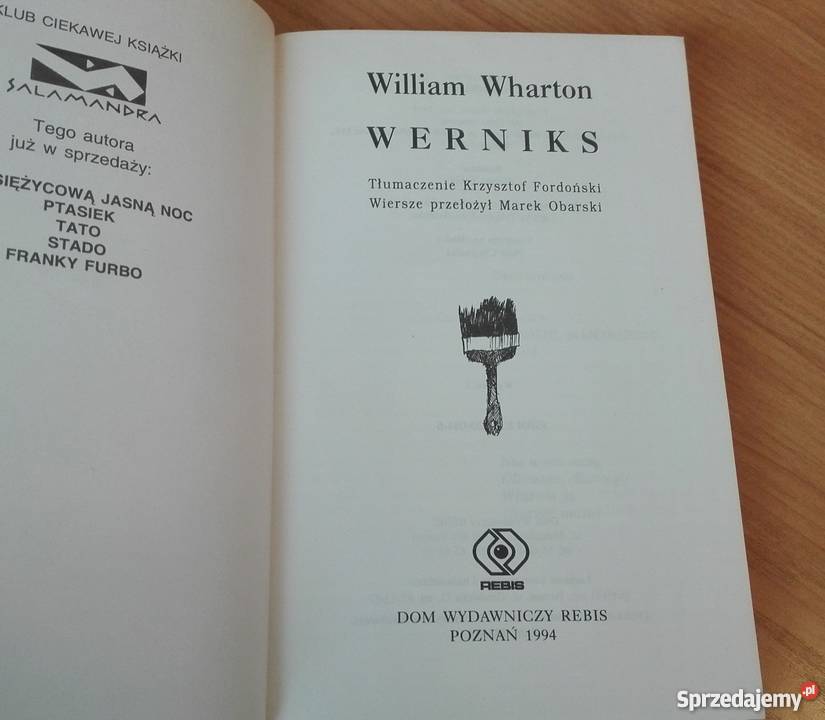 KLUB CIEKAWEJ KSIĄŻKI
SALAMANDRA
Tego autora
już w sprzedaży:
SIĘŻYCOWĄ JASNĄ NOC
PTASIEK
TATO
STADO
FRANKY FURBO
William Wharton
WERNIKS
Tłumaczenie Krzysztof Fordoński
Wiersze przełożył Marek Obarski
REBIS
DOM WYDAWNICZY REBIS
POZNAŃ 1994
Sprzedajemy.pl